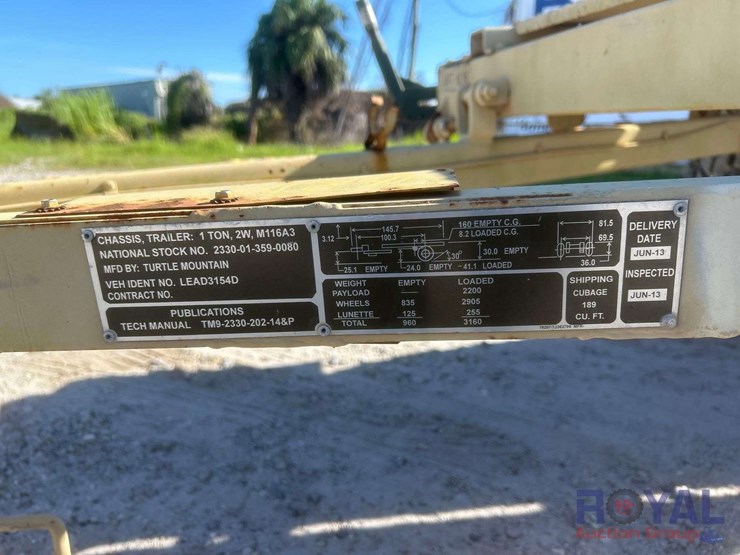 CHASSIS, TRAILER: 1 TON, 2W, M116A3
NATIONAL STOCK NO. 2330-01-359-0080
MFD BY: TURTLE MOUNTAIN
VEH IDENT NO. LEAD3154D
CONTRACT NO.
PUBLICATIONS
TECH MANUAL TM9-2330-202-14&P
145.7
160 EMPTY C.G.
81.5
3.12
100.3
8.2 LOADED C.G.
69.5
30.0 EMPTY
30°
36.0
25.1 EMPTY
24.0 EMPTY - 41.1 LOADED
WEIGHT EMPTY LOADED
PAYLOAD — 2200
WHEELS 835 2905
LUNETTE 125 255
TOTAL 960 3160
SHIPPING
CUBAGE
189
CU. FT.
DELIVERY
DATE
JUN-13
INSPECTED
JUN-13
ROYAL
Auction Group